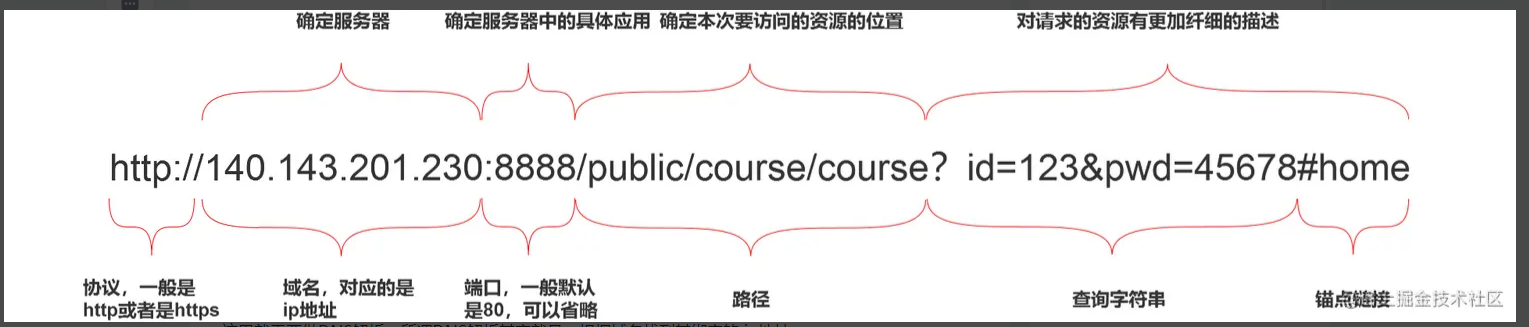 确定服务器
确定服务器中的具体应用
确定本次要访问的资源的位置
对请求的资源有更加纤细的描述
http://140.143.201.230:8888/public/course/course？id=123&pwd=45678#home
协议，一般是
http或者是https
域名，对应的是
ip地址
端口，一般默认
是80，可以省略
路径
查询字符串
锚点链接
掘金技术社区